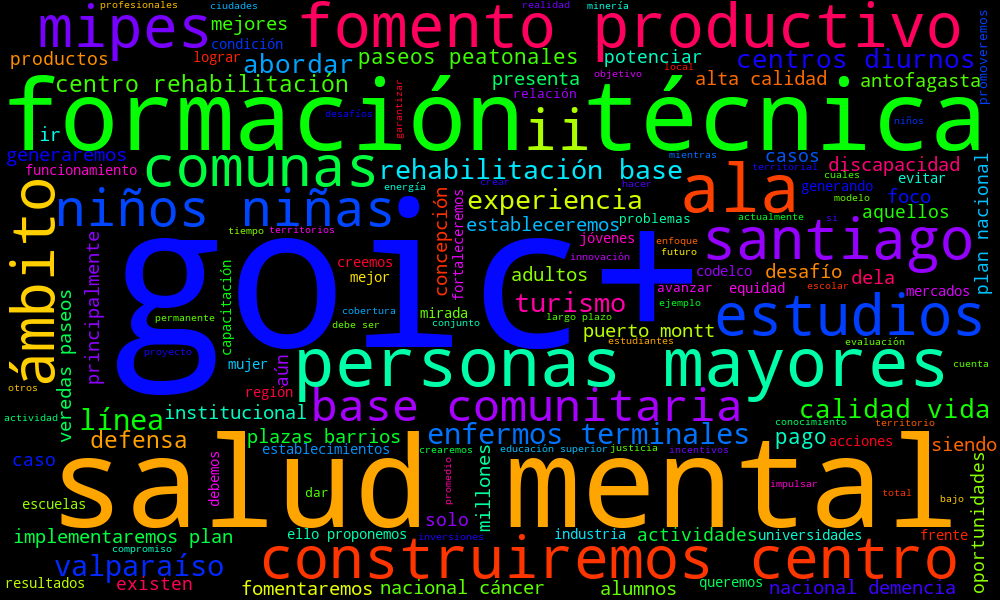 profesionales
ciudades
realidad
minería
mipes
mejores
fomento productivo
promoveremos
condición
productos
lograr
abordar
paseos peatonales
potenciar
centros diurnos
local
centro rehabilitación
presenta
objetivo
alta calidad
antofagasta
relación
garantizar
formación técnica
desafíos
niños
ir
ii
generaremos
comunas
mientras
casos
discapacidad
funcionamiento
rehabilitación base
territorial
cuales
evitar
energía
crear
hacer
ala
generando
modelo
foco
plan nacional
ámbito
niños niñas
concepción
fortaleceremos
experiencia
aquellos
estableceremos
problemas
actualmente
si
tiempo
territorios
goic+
jóvenes
enfoque
futuro
santiago
principalmente
creemos
mejor
innovación
codelco
desafío
dela
capacitación
adultos
avanzar
equidad
escolar
mercados
veredas paseos
cobertura
mirada
turismo
ejemplo
permanente
debe ser
conjunto
largo plazo
puerto montt
estudios
estudiantes
evaluación
proyecto
mujer
aún
personas mayores
cuenta
otros
región
actividad
línea
institucional
base comunitaria
calidad vida
conocimiento
territorio
defensa
plazas barrios
enfermos terminales
pago
acciones
siendo
establecimientos
crearemos
educación superior
justicia
incentivos
caso
debemos
promedio
millones
salud mental
impulsar
oportunidades
escuelas
dar
total
bajo
solo
implementaremos plan
ello proponemos
inversiones
industria
actividades
universidades
frente
compromiso
valparaíso
construiremos centro
resultados
existen
fomentaremos
nacional cáncer
alumnos
queremos
nacional demencia